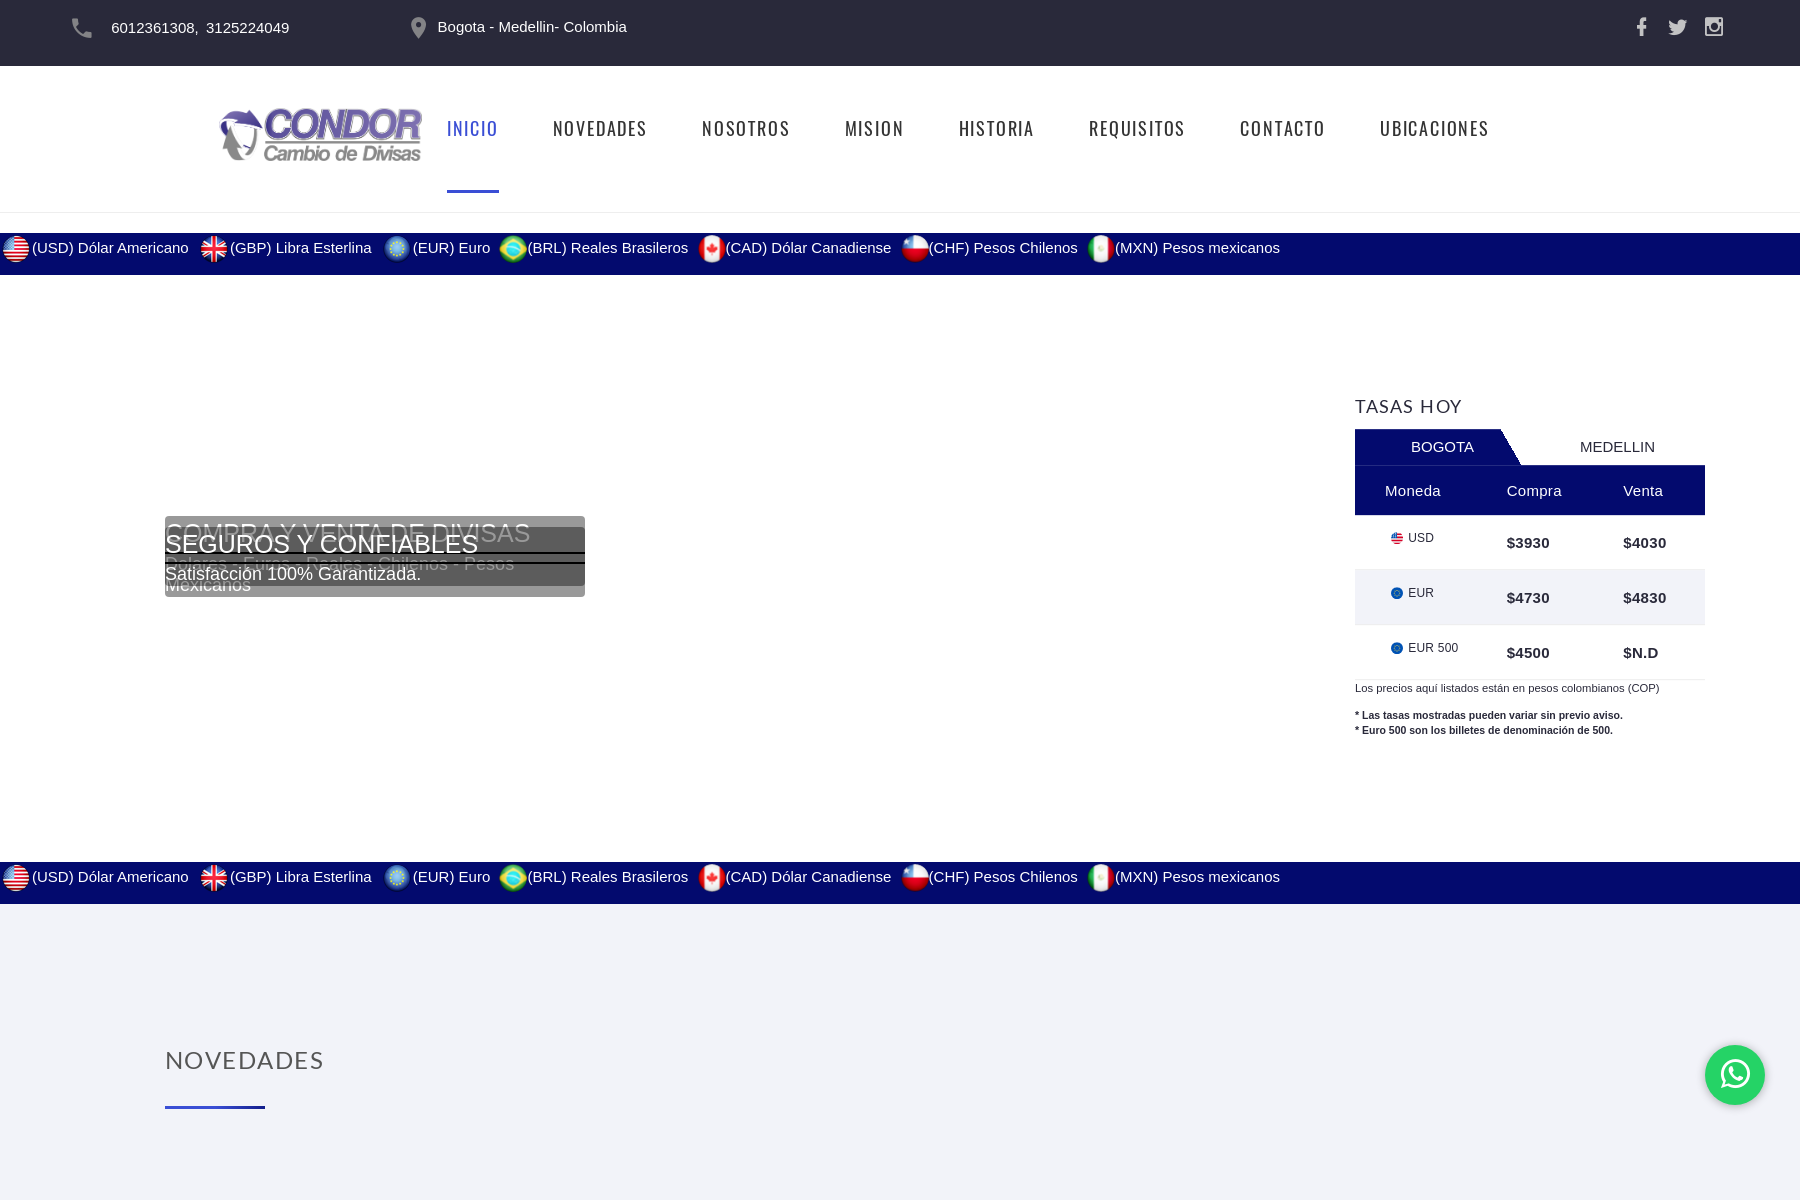 6012361308, 3125224049
Bogota - Medellin- Colombia
CONDOR
Cambio de Divisas
INICIO NOVEDADES NOSOTROS MISION HISTORIA REQUISITOS CONTACTO UBICACIONES
(USD) Dólar Americano (GBP) Libra Esterlina (EUR) Euro (BRL) Reales Brasileros (CAD) Dólar Canadiense (CHF) Pesos Chilenos (MXN) Pesos mexicanos
COMPRA Y VENTA DE DIVISAS
SEGUROS Y CONFIABLES
Dolares - Euros - Reales - Chilenos - Pesos
Mexicanos
Satisfacción 100% Garantizada.
TASAS HOY
BOGOTA MEDELLIN
Moneda Compra Venta
USD $3930 $4030
EUR $4730 $4830
EUR 500 $4500 $N.D
Los precios aquí listados están en pesos colombianos (COP)
* Las tasas mostradas pueden variar sin previo aviso.
* Euro 500 son los billetes de denominación de 500.
(USD) Dólar Americano (GBP) Libra Esterlina (EUR) Euro (BRL) Reales Brasileros (CAD) Dólar Canadiense (CHF) Pesos Chilenos (MXN) Pesos mexicanos
NOVEDADES